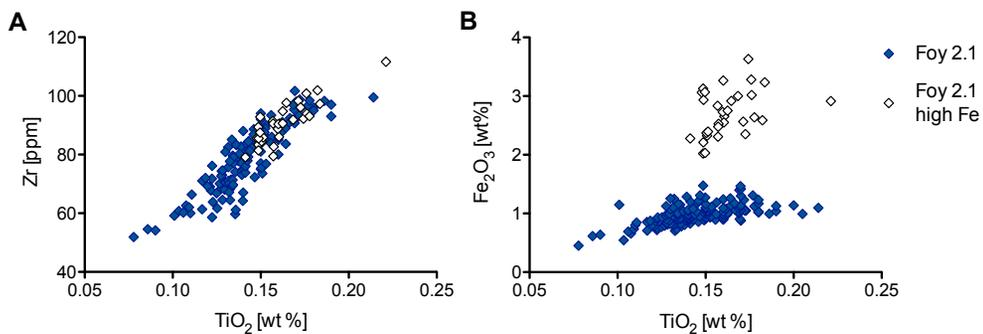 A
Zr [ppm]
120
100
80
60
40
0.05 0.10 0.15 0.20 0.25
TiO2 [wt %]
B
Fe2O3 [wt%]
4
3
2
1
0
0.05 0.10 0.15 0.20 0.25
TiO2 [wt %]
Foy 2.1
Foy 2.1
high Fe